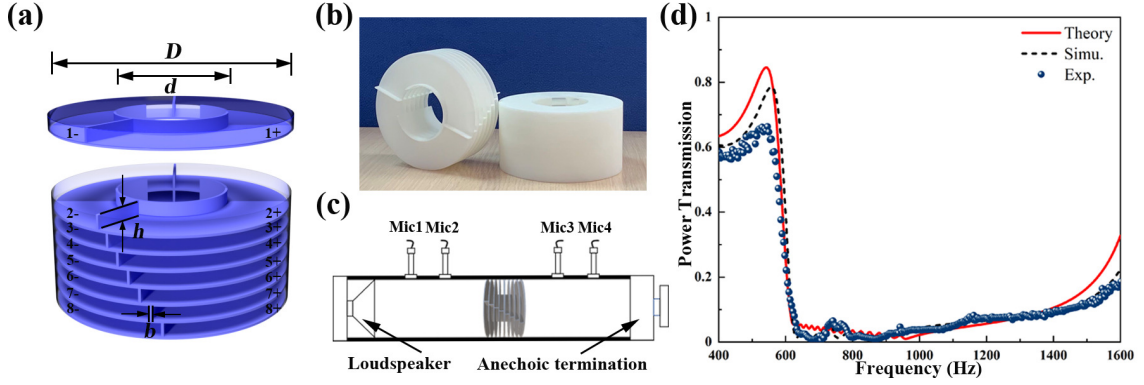 (a)
D
d
1- 1+
2- 2+
3- 3+
h
4- 4+
5- 5+
6- 6+
7- 7+
8- 8+
b
(b)
(c)
Mic1 Mic2 Mic3 Mic4
Loudspeaker Anechoic termination
(d)
Power Transmission
1
0.8
0.6
0.4
0.2
0
400 600 800 1000 1200 1400 1600
Frequency (Hz)
Theory
Simu.
Exp.